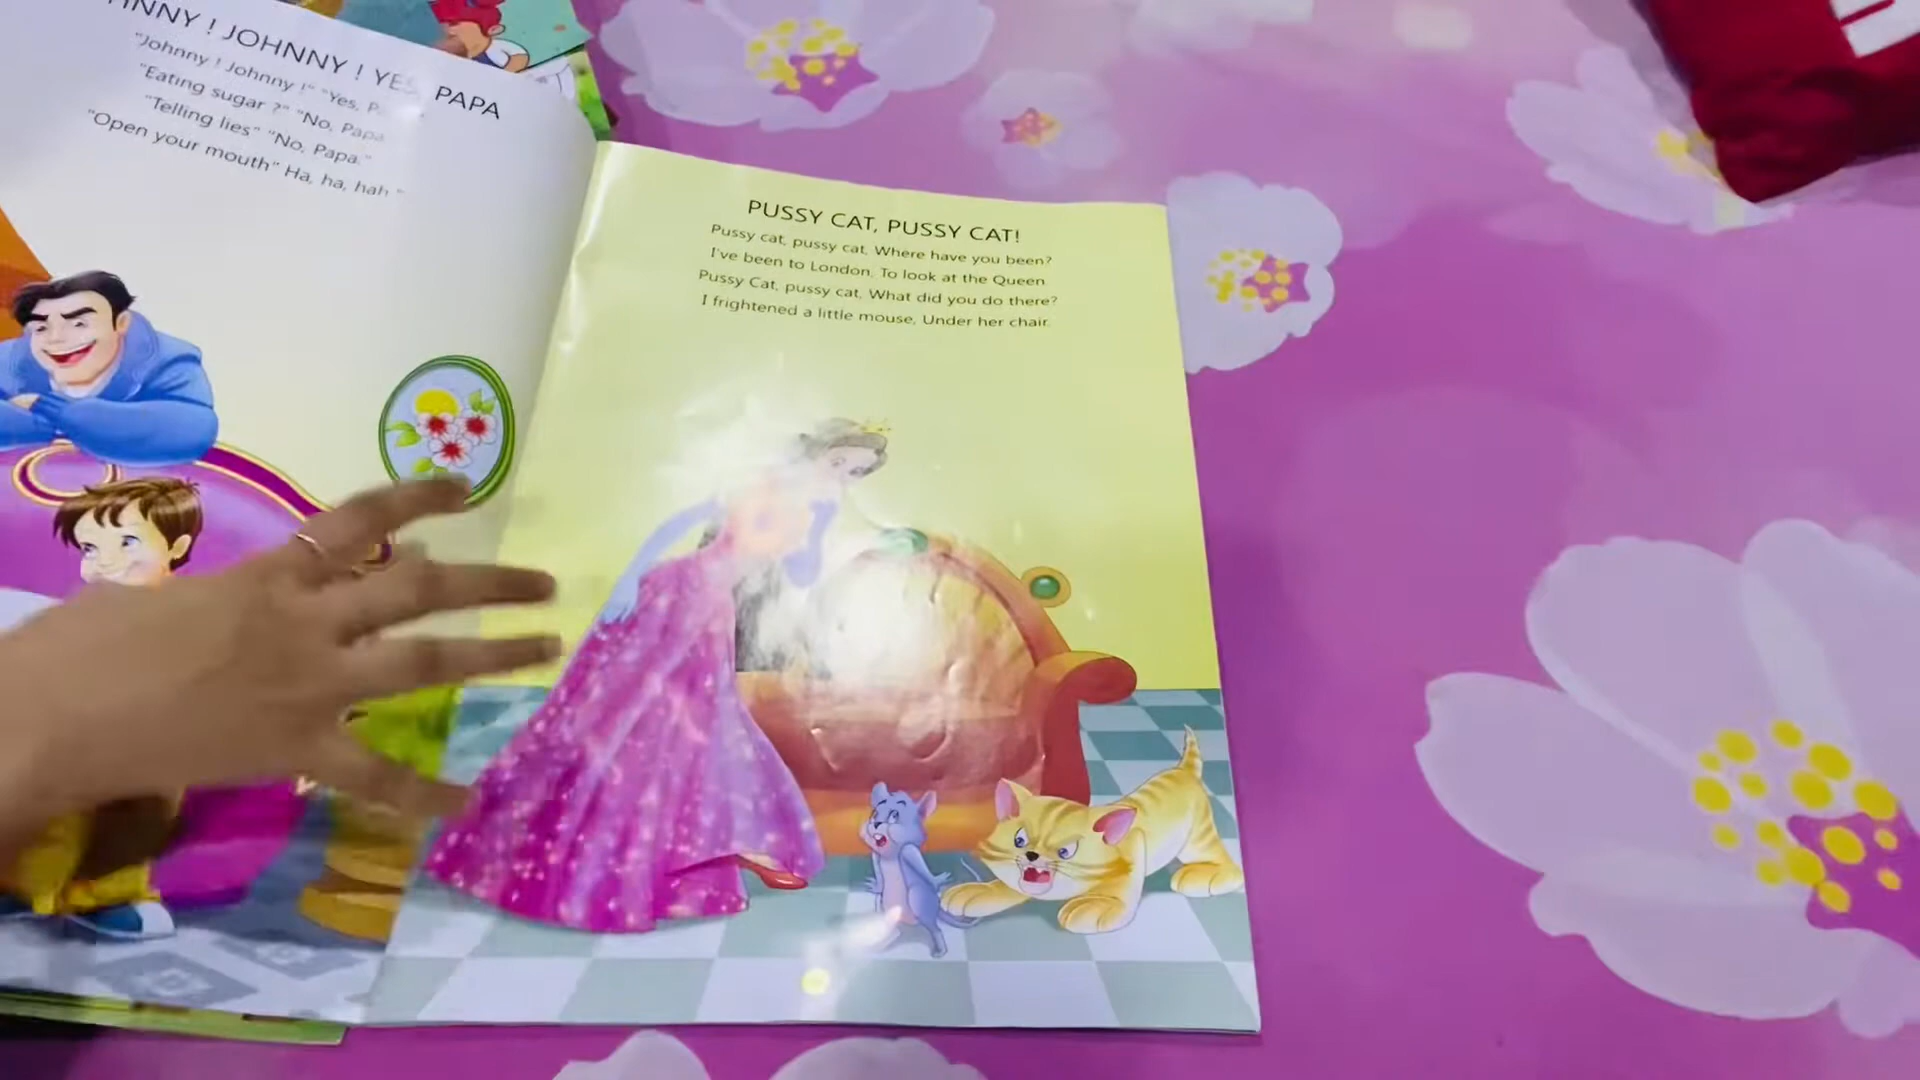 NNY ! JOHNNY ! YES PAPA
"Johnny ! Johnny !" "Yes, P
"Eating sugar ?" "No, Papa
"Telling lies" "No, Papa."
"Open your mouth" Ha, ha, hah "
PUSSY CAT, PUSSY CAT!
Pussy cat, pussy cat, Where have you been?
I've been to London, To look at the Queen
Pussy Cat, pussy cat, What did you do there?
I frightened a little mouse, Under her chair.